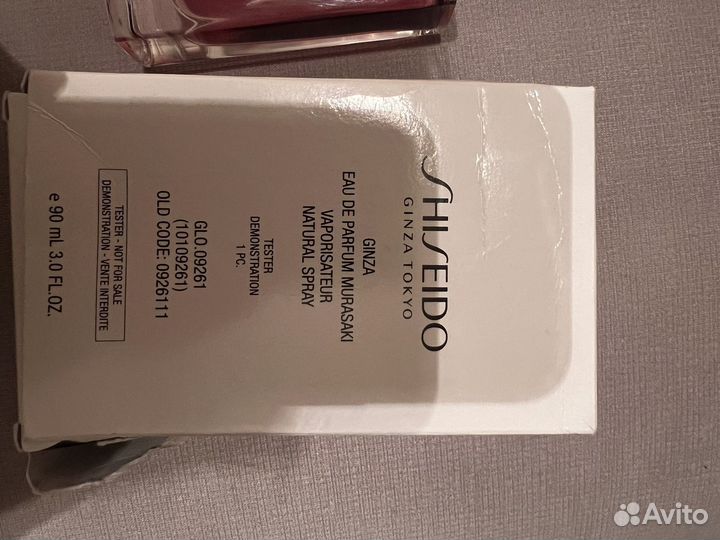 SHISEIDO
GINZA TOKYO
GINZA
EAU DE PARFUM MURASAKI
VAPORISATEUR
NATURAL SPRAY
TESTER
DEMONSTRATION
1 PC.
GLO.09261
(10109261)
OLD CODE: 0926111
TESTER - NOT FOR SALE
DEMONSTRATION - VENTE INTERDITE
e 90 mL 3.0 FL.OZ.
Avito